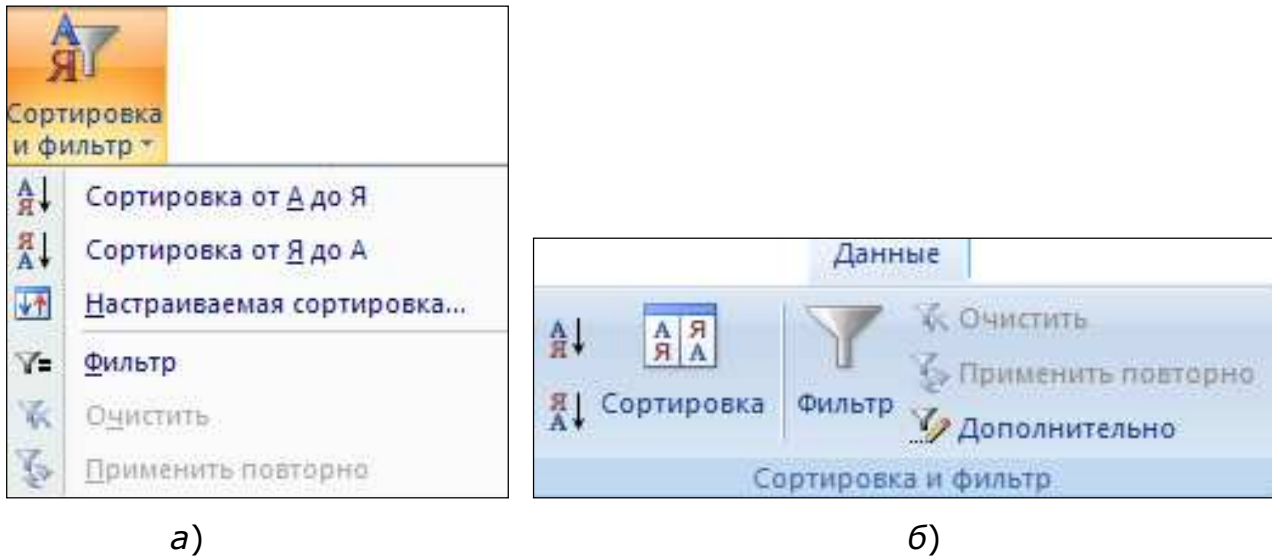 А
Я
Сортировка
и фильтр
Сортировка от А до Я
Сортировка от Я до А
Настраиваемая сортировка...
Фильтр
Очистить
Применить повторно
а)
Данные
Сортировка
Фильтр
Очистить
Применить повторно
Дополнительно
Сортировка и фильтр
б)